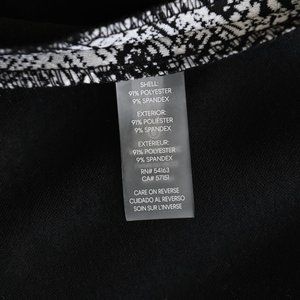 SHELL:
91% POLYESTER
9% SPANDEX
EXTERIOR:
91% POLIÉSTER
9% SPANDEX
EXTÉRIEUR:
91% POLYESTER
9% SPANDEX
RN# 54163
CA# 57151
CARE ON REVERSE
CUIDADO AL REVERSO
SOIN SUR L'INVERSE